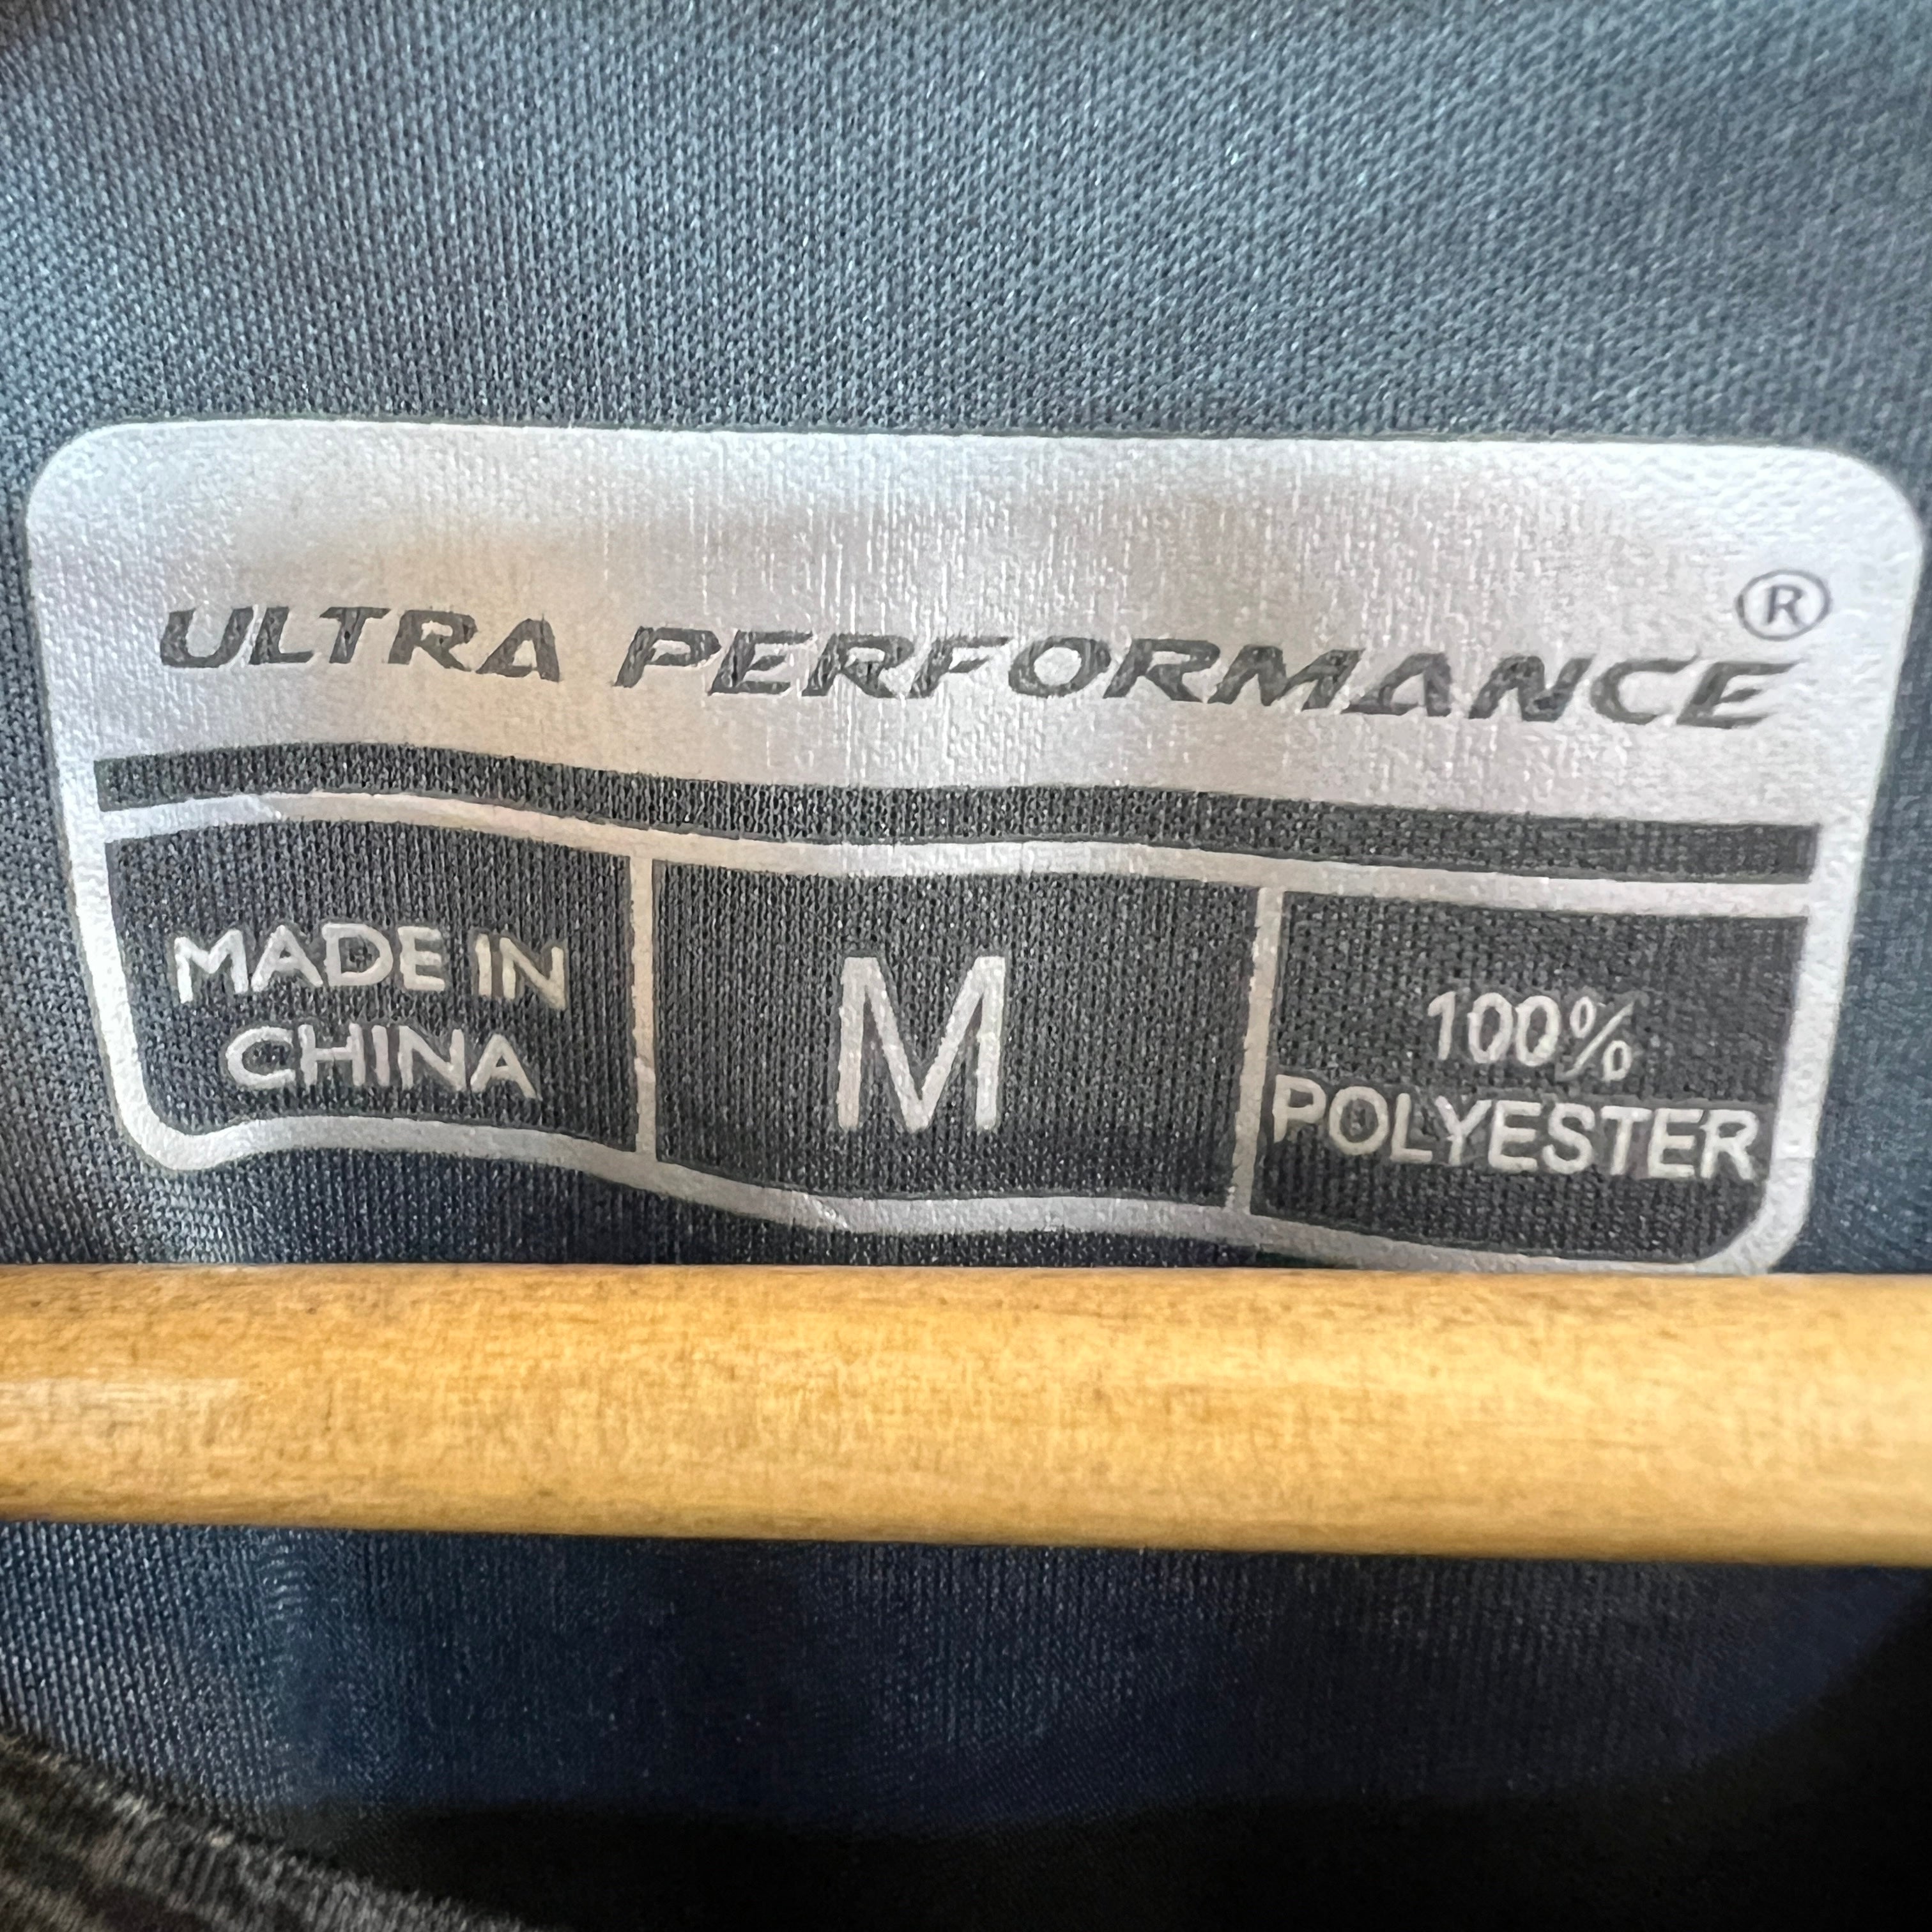 ULTRA PERFORMANCE®
MADE IN
CHINA
M
100%
POLYESTER